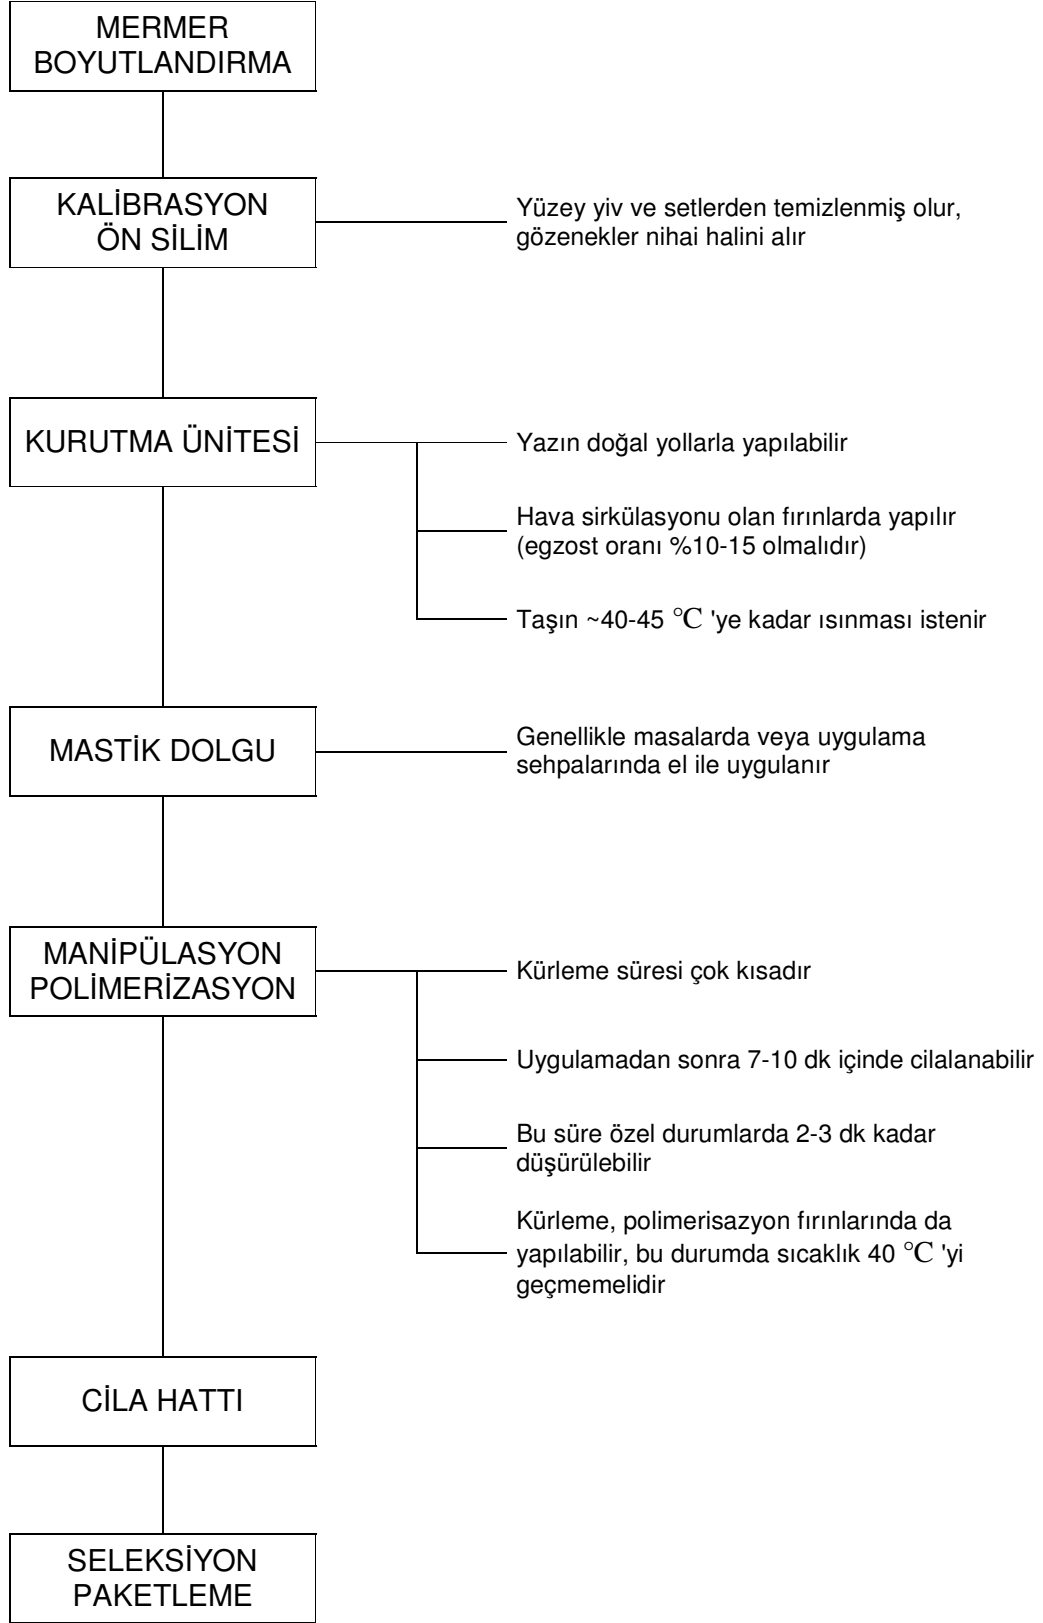 MERMER
BOYUTLANDIRMA
KALİBRASYON
ÖN SİLİM
Yüzey yiv ve setlerden temizlenmiş olur,
gözenekler nihai halini alır
KURUTMA ÜNİTESİ
Yazın doğal yollarla yapılabilir
Hava sirkülasyonu olan fırınlarda yapılır
(egzost oranı %10-15 olmalıdır)
Taşın ~40-45 °C 'ye kadar ısınması istenir
MASTİK DOLGU
Genellikle masalarda veya uygulama
sehpalarında el ile uygulanır
MANİPÜLASYON
POLİMERİZASYON
Kürleme süresi çok kısadır
Uygulamadan sonra 7-10 dk içinde cilalanabilir
Bu süre özel durumlarda 2-3 dk kadar
düşürülebilir
Kürleme, polimerisazyon fırınlarında da
yapılabilir, bu durumda sıcaklık 40 °C 'yi
geçmemelidir
CİLA HATTI
SELEKSİYON
PAKETLEME